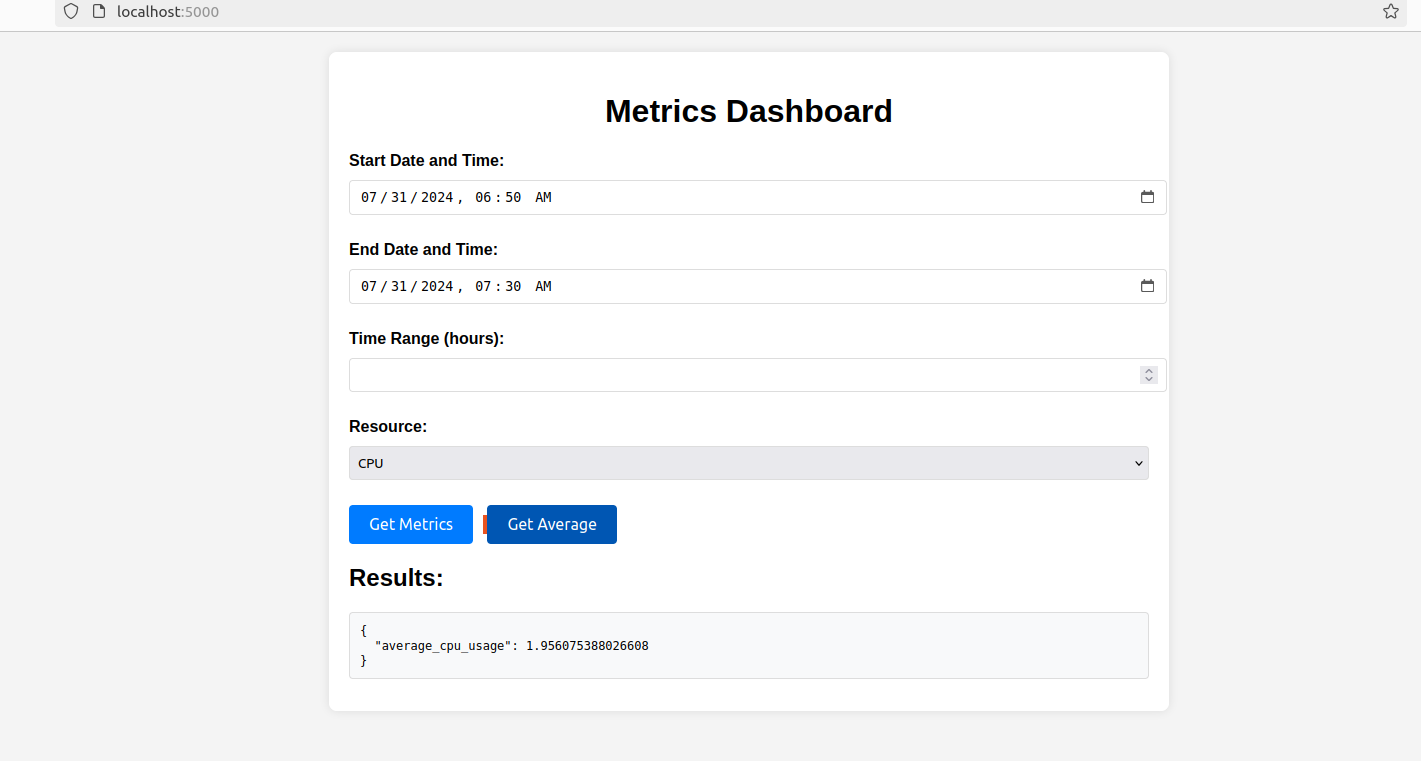 localhost:5000
Metrics Dashboard
Start Date and Time:
07/31/2024, 06:50 AM
End Date and Time:
07/31/2024, 07:30 AM
Time Range (hours):
Resource:
CPU
Get Metrics Get Average
Results:
{
  "average_cpu_usage": 1.956075388026608
}